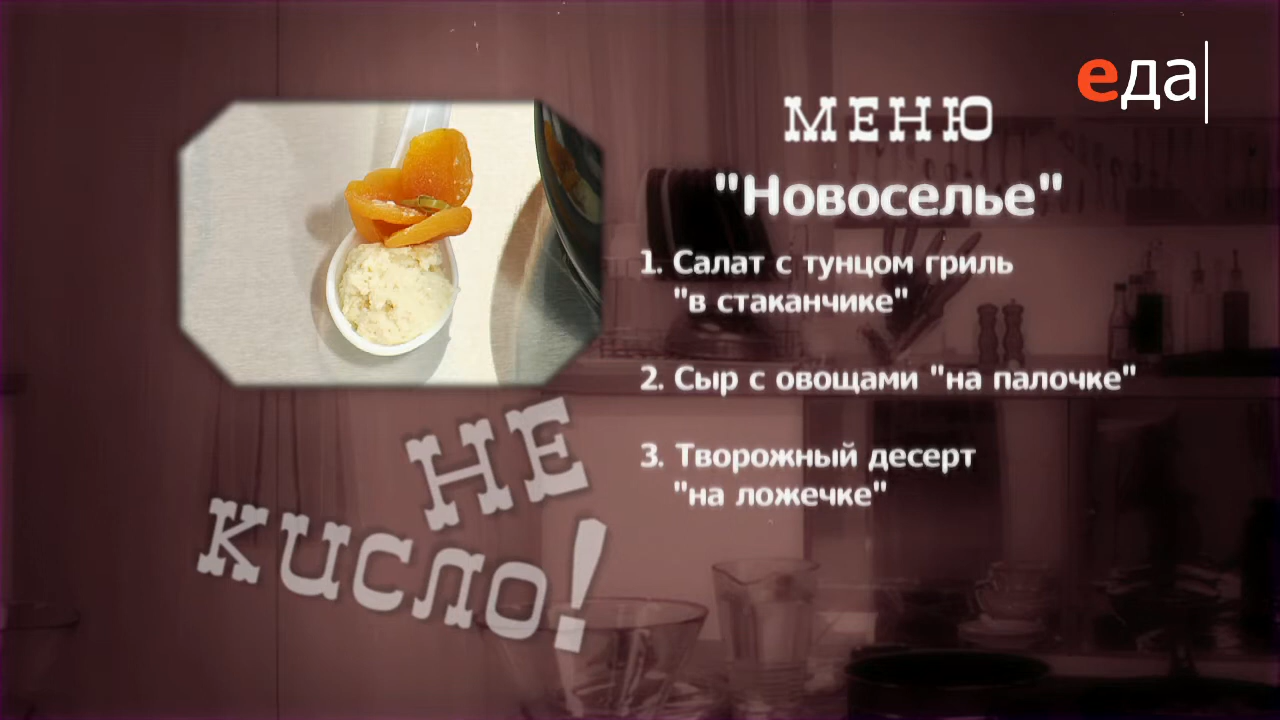 еда
МЕНЮ
"Новоселье"
1. Салат с тунцом гриль
"в стаканчике"
2. Сыр с овощами "на палочке"
3. Творожный десерт
"на ложечке"
НЕ
КИСЛО!